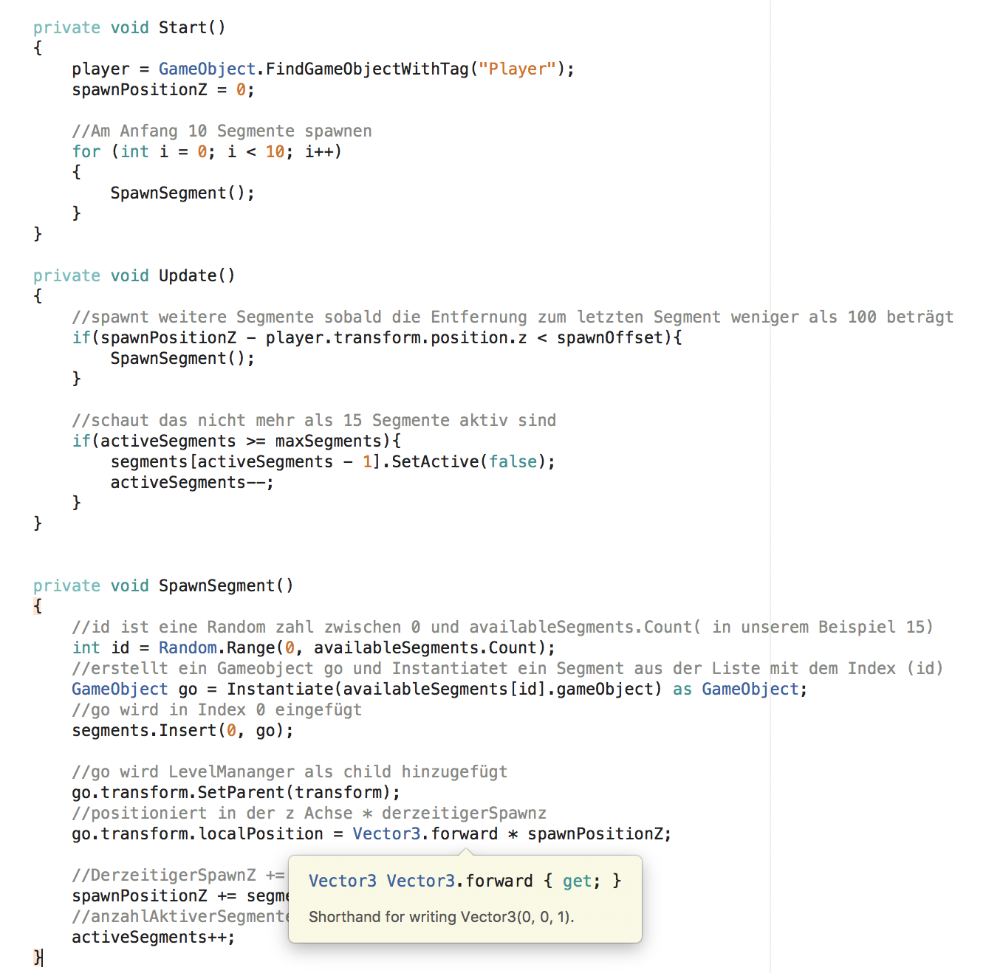 private void Start()
{
player = GameObject.FindGameObjectWithTag("Player");
spawnPositionZ = 0;
//Am Anfang 10 Segmente spawnen
for (int i = 0; i < 10; i++)
{
SpawnSegment();
}
}
private void Update()
{
//spawnt weitere Segmente sobald die Entfernung zum letzten Segment weniger als 100 beträgt
if(spawnPositionZ - player.transform.position.z < spawnOffset){
SpawnSegment();
}
//schaut das nicht mehr als 15 Segmente aktiv sind
if(activeSegments >= maxSegments){
segments[activeSegments - 1].SetActive(false);
activeSegments--;
}
}
private void SpawnSegment()
{
//id ist eine Random zahl zwischen 0 und availableSegments.Count( in unserem Beispiel 15)
int id = Random.Range(0, availableSegments.Count);
//erstellt ein Gameobject go und Instantiatet ein Segment aus der Liste mit dem Index (id)
GameObject go = Instantiate(availableSegments[id].gameObject) as GameObject;
//go wird in Index 0 eingefügt
segments.Insert(0, go);
//go wird LevelMananger als child hinzugefügt
go.transform.SetParent(transform);
//positioniert in der z Achse * derzeitigerSpawnz
go.transform.localPosition = Vector3.forward * spawnPositionZ;
//DerzeitigerSpawnZ +=
spawnPositionZ += segme
//anzahlAktiverSegmente
activeSegments++;
}
Vector3 Vector3.forward { get; }
Shorthand for writing Vector3(0, 0, 1).